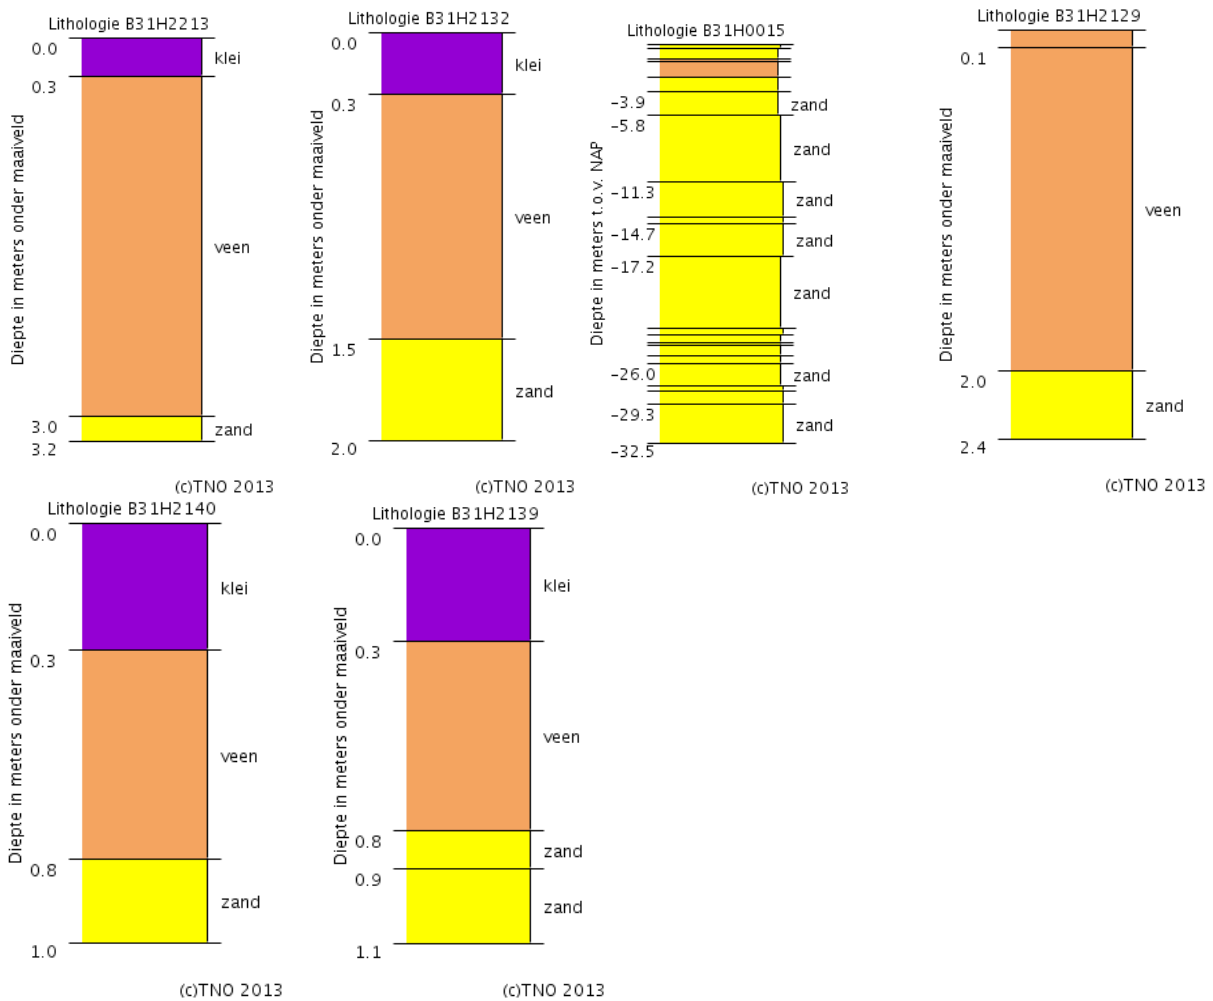 Lithologie B31H2213
0.0
klei
0.3
veen
3.0
zand
3.2
Diepte in meters onder maaiveld
(c)TNO 2013
Lithologie B31H2132
0.0
klei
0.3
veen
1.5
zand
2.0
Diepte in meters onder maaiveld
(c)TNO 2013
Lithologie B31H0015
-3.9
zand
-5.8
zand
-11.3
zand
-14.7
zand
-17.2
zand
-26.0
zand
-29.3
zand
-32.5
Diepte in meters t.o.v. NAP
(c)TNO 2013
Lithologie B31H2129
0.1
veen
2.0
zand
2.4
Diepte in meters onder maaiveld
(c)TNO 2013
Lithologie B31H2140
0.0
klei
0.3
veen
0.8
zand
1.0
Diepte in meters onder maaiveld
(c)TNO 2013
Lithologie B31H2139
0.0
klei
0.3
veen
0.8
zand
0.9
zand
1.1
Diepte in meters onder maaiveld
(c)TNO 2013